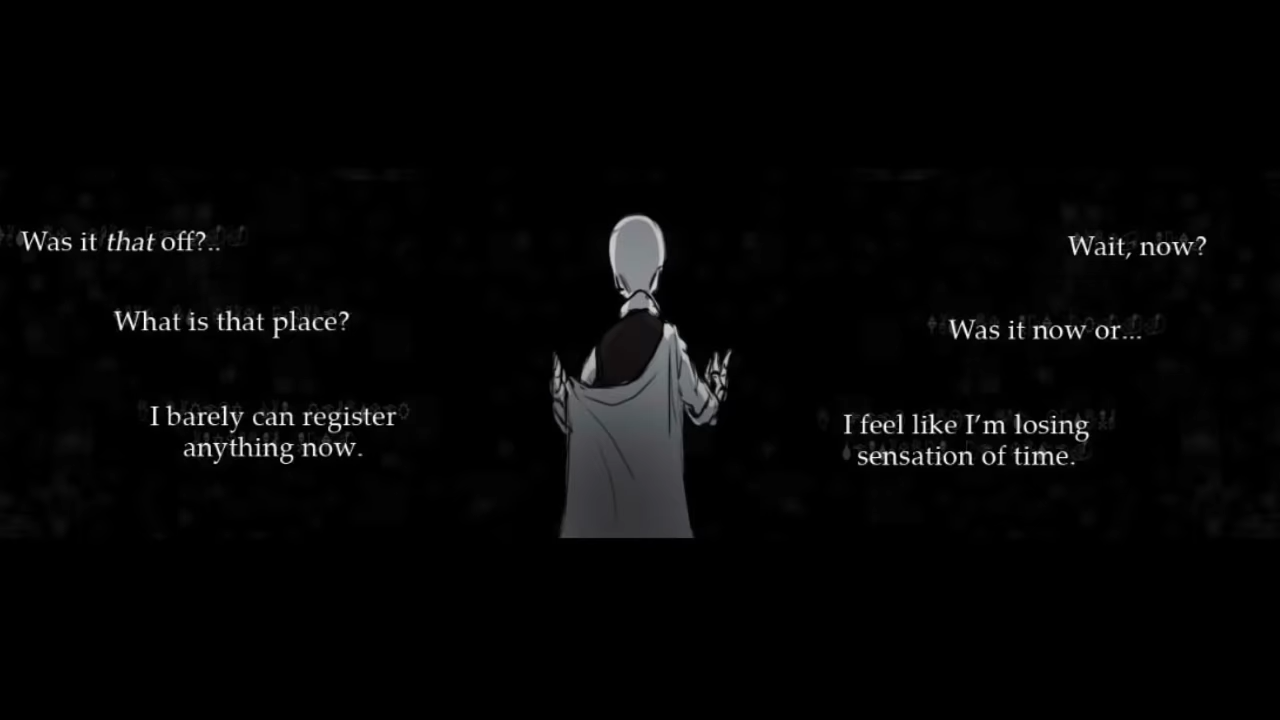 Was it that off?..
What is that place?
I barely can register
anything now.
Wait, now?
Was it now or...
I feel like I'm losing
sensation of time.